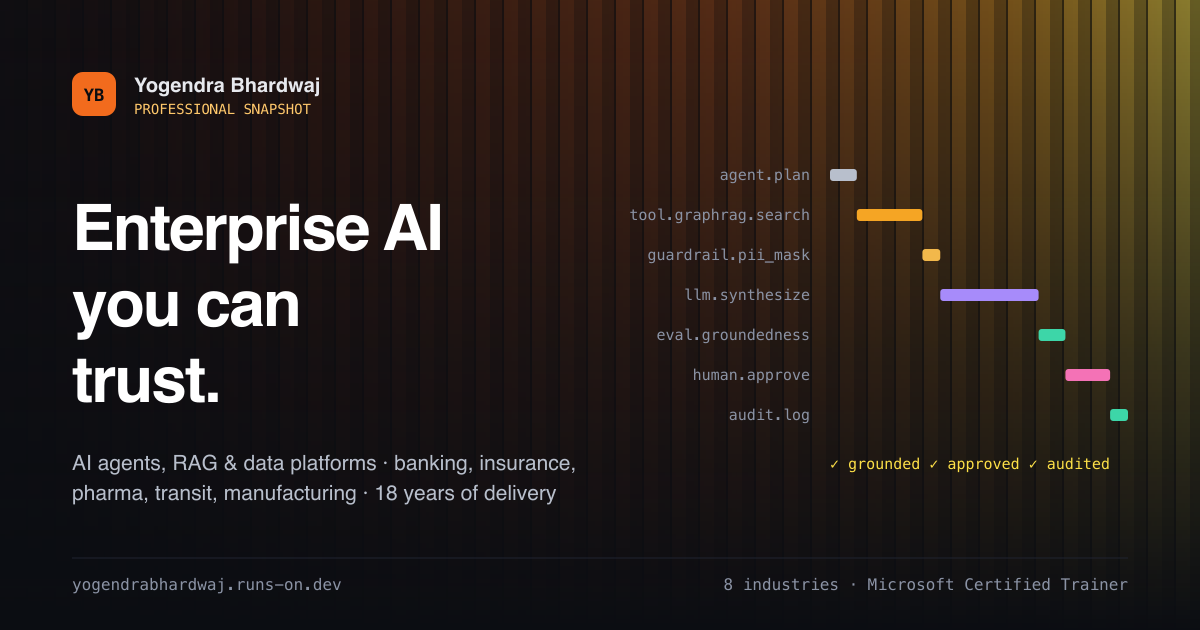 YB
Yogendra Bhardwaj
PROFESSIONAL SNAPSHOT
Enterprise AI
you can
trust.
AI agents, RAG & data platforms · banking, insurance,
pharma, transit, manufacturing · 18 years of delivery
agent.plan
tool.graphrag.search
guardrail.pii_mask
llm.synthesize
eval.groundedness
human.approve
audit.log
✓ grounded ✓ approved ✓ audited
yogendrabhardwaj.runs-on.dev
8 industries · Microsoft Certified Trainer